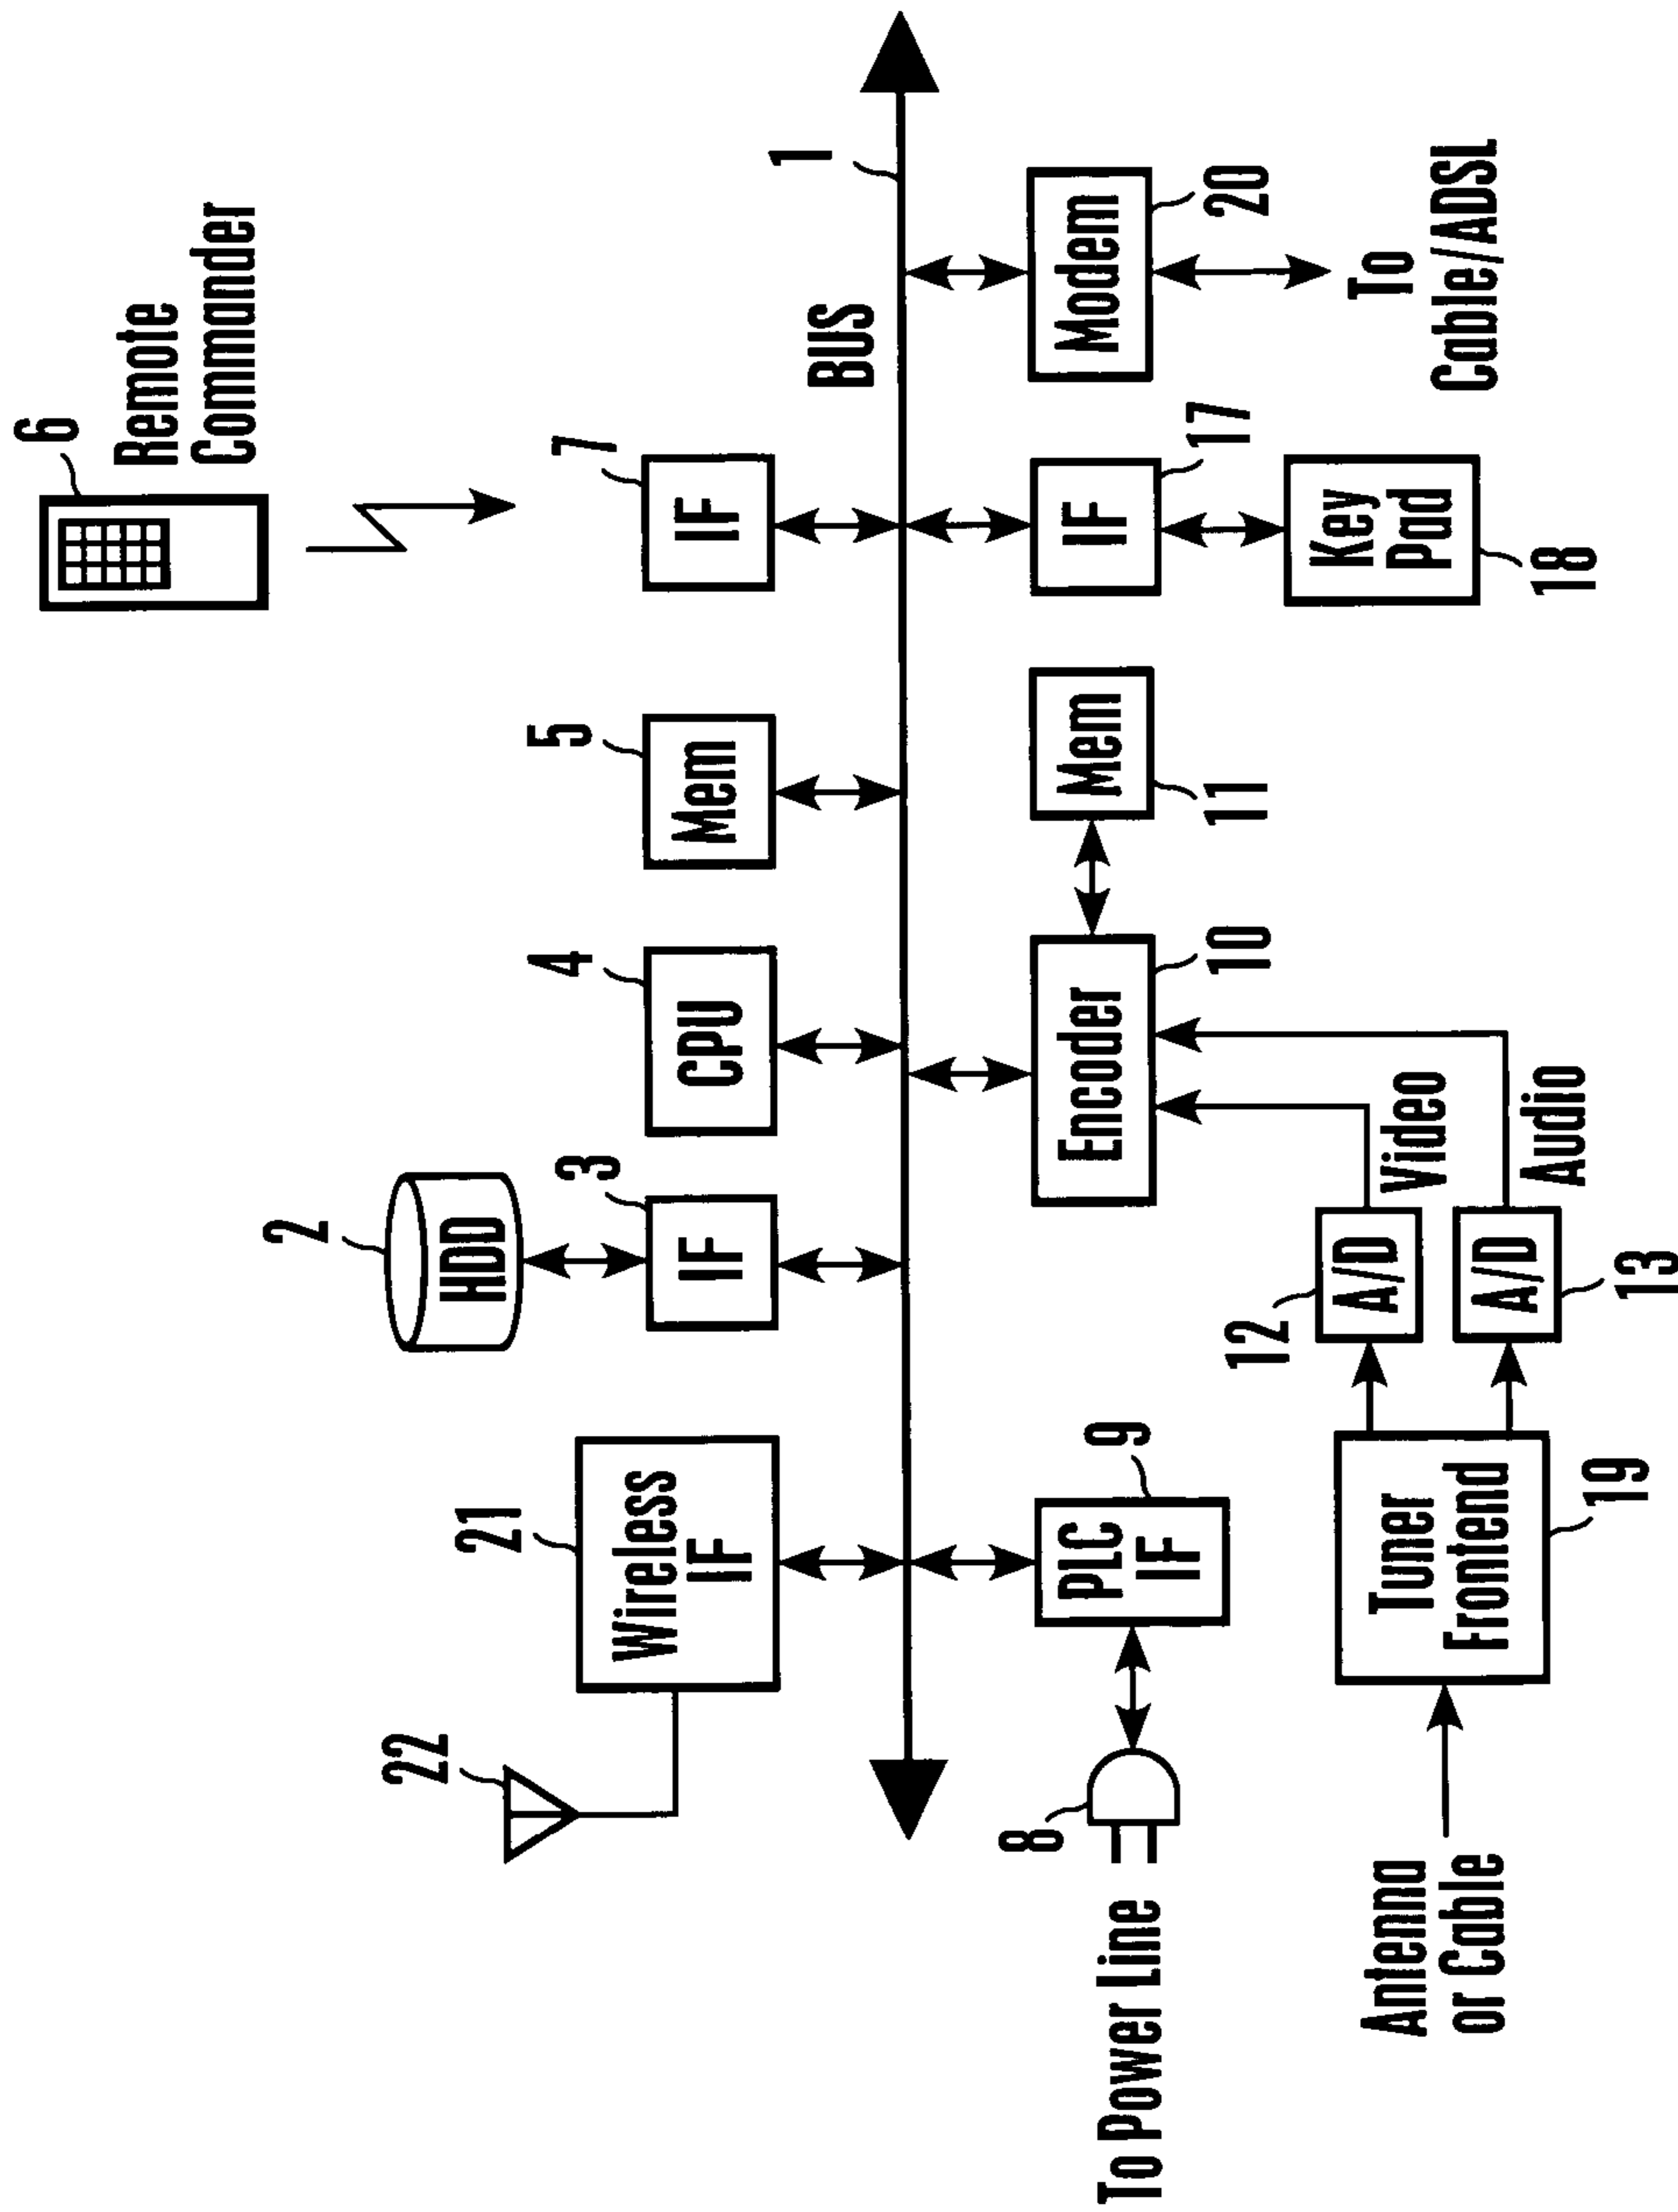 6
Remote
Commander
22
21
Wireless
IF
2
HDD
3
IF
4
CPU
5
Mem
7
IF
BUS
1
8
To Power Line
PLC
IF
9
Encoder
10
Mem
11
IF
17
Key
Pad
18
Modem
20
To
Cable/ADSL
Antenna
or Cable
Tuner
Frontend
19
12
A/D
Video
A/D
13
Audio